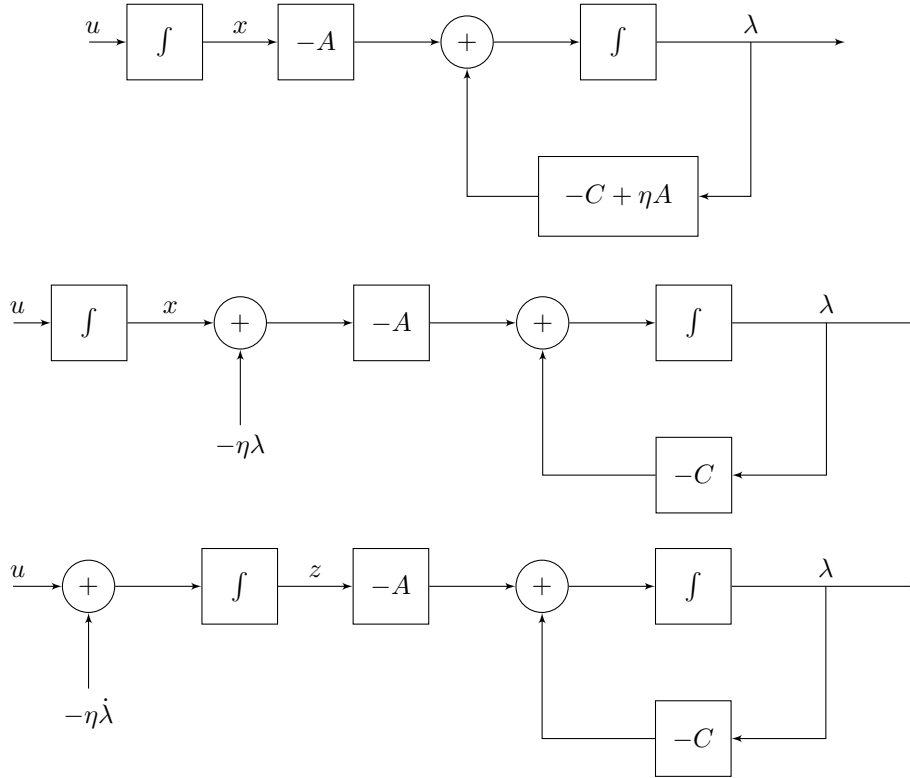 u ∫ x −A + ∫ λ
−C + ηA
u ∫ x + −A + ∫ λ
−ηλ
−C
u + ∫ z −A + ∫ λ
−ηλ̇
−C